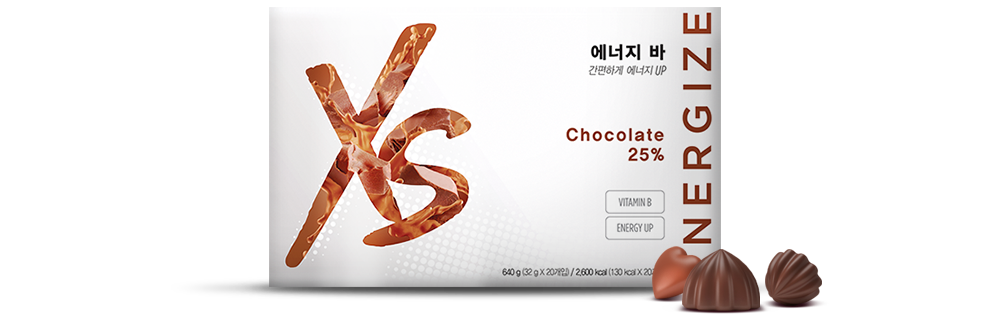 XS
에너지 바
간편하게 에너지 UP
Chocolate
25%
VITAMIN B
ENERGY UP
640 g (32 g X 20개입) / 2,600 kcal (130 kcal X 20
NERGIZE